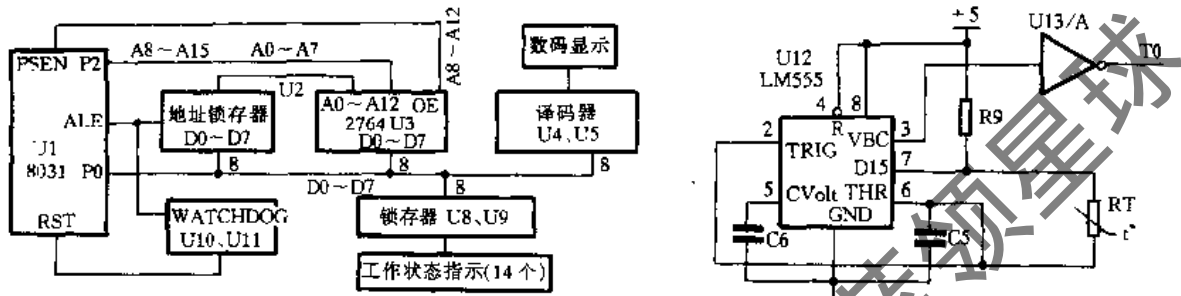 PSEN P2
A8～A15
A0～A7
A8～A12
数码显示
U2
ALE
地址锁存器
D0～D7
A0～A12 OE
2764 U3
D0～D7
译码器
U4、U5
U1
8031 P0
8
8
8
8
D0～D7
RST
WATCHDOG
U10、U11
锁存器 U8、U9
工作状态指示(14个)
+5
U13/A
T0
U12
LM555
4
8
R
R9
2
TRIG
VBC
3
D15
7
5
CVolt
THR
6
GND
RT
t°
C6
C5
领星球